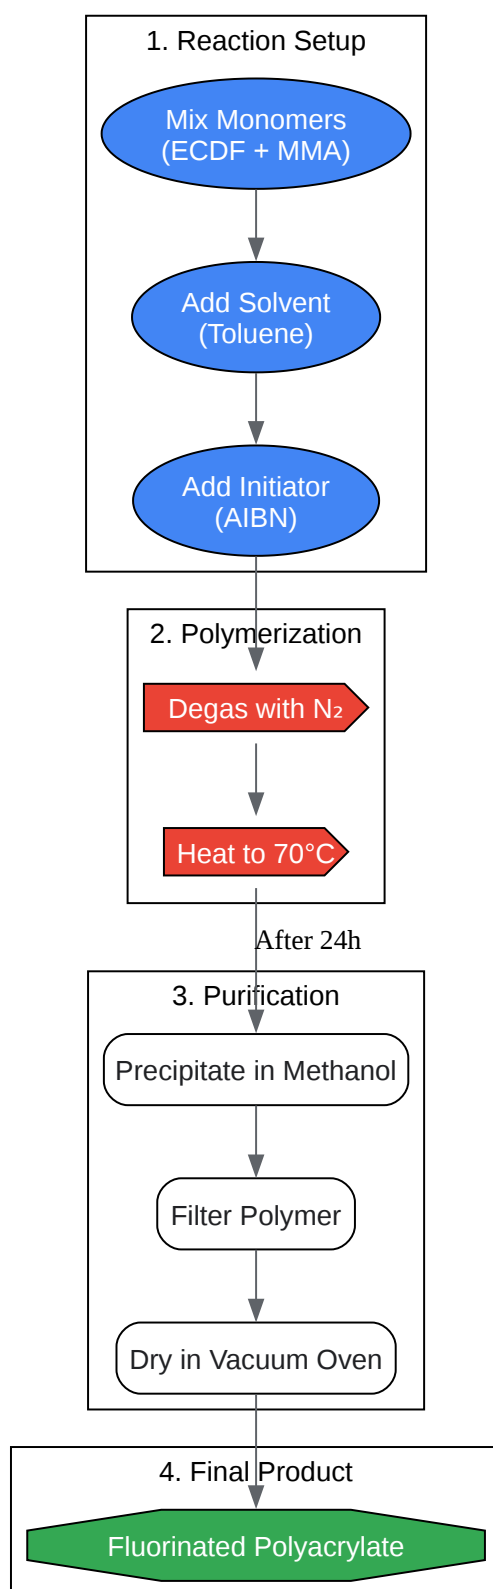 1. Reaction Setup
Mix Monomers
(ECDF + MMA)
Add Solvent
(Toluene)
Add Initiator
(AIBN)
2. Polymerization
Degas with N₂
Heat to 70°C
After 24h
3. Purification
Precipitate in Methanol
Filter Polymer
Dry in Vacuum Oven
4. Final Product
Fluorinated Polyacrylate